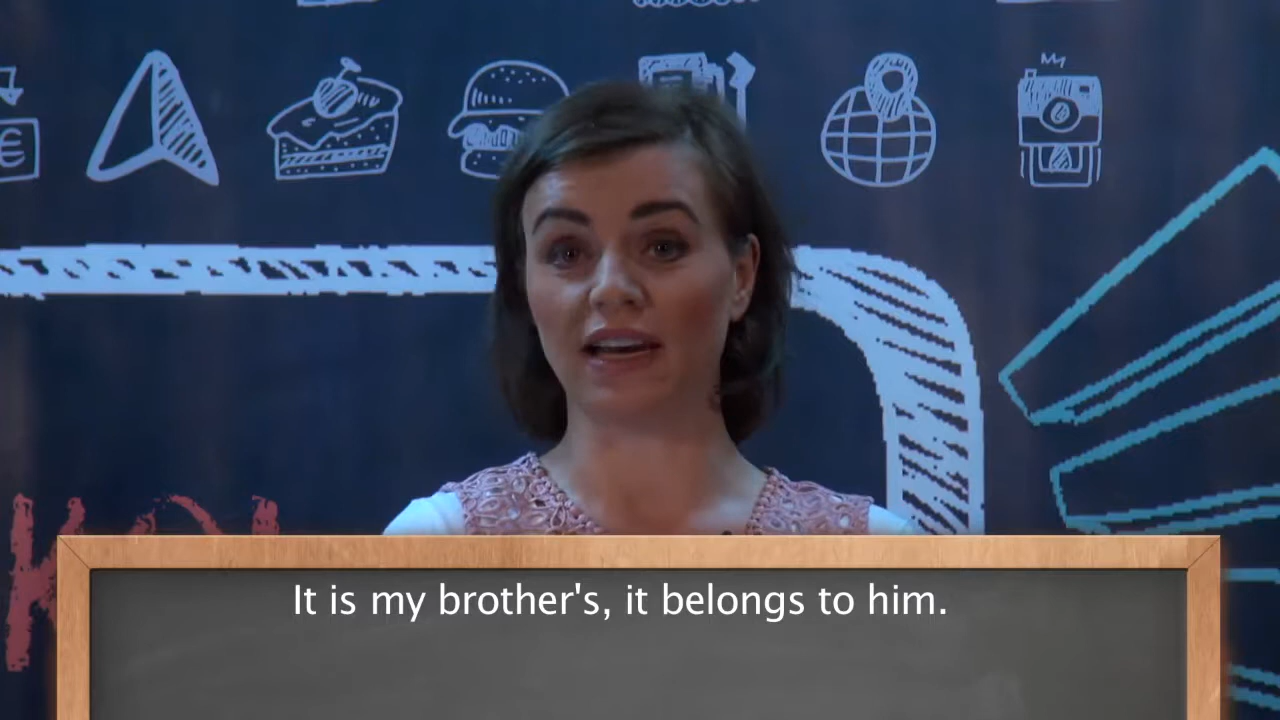 €
It is my brother's, it belongs to him.